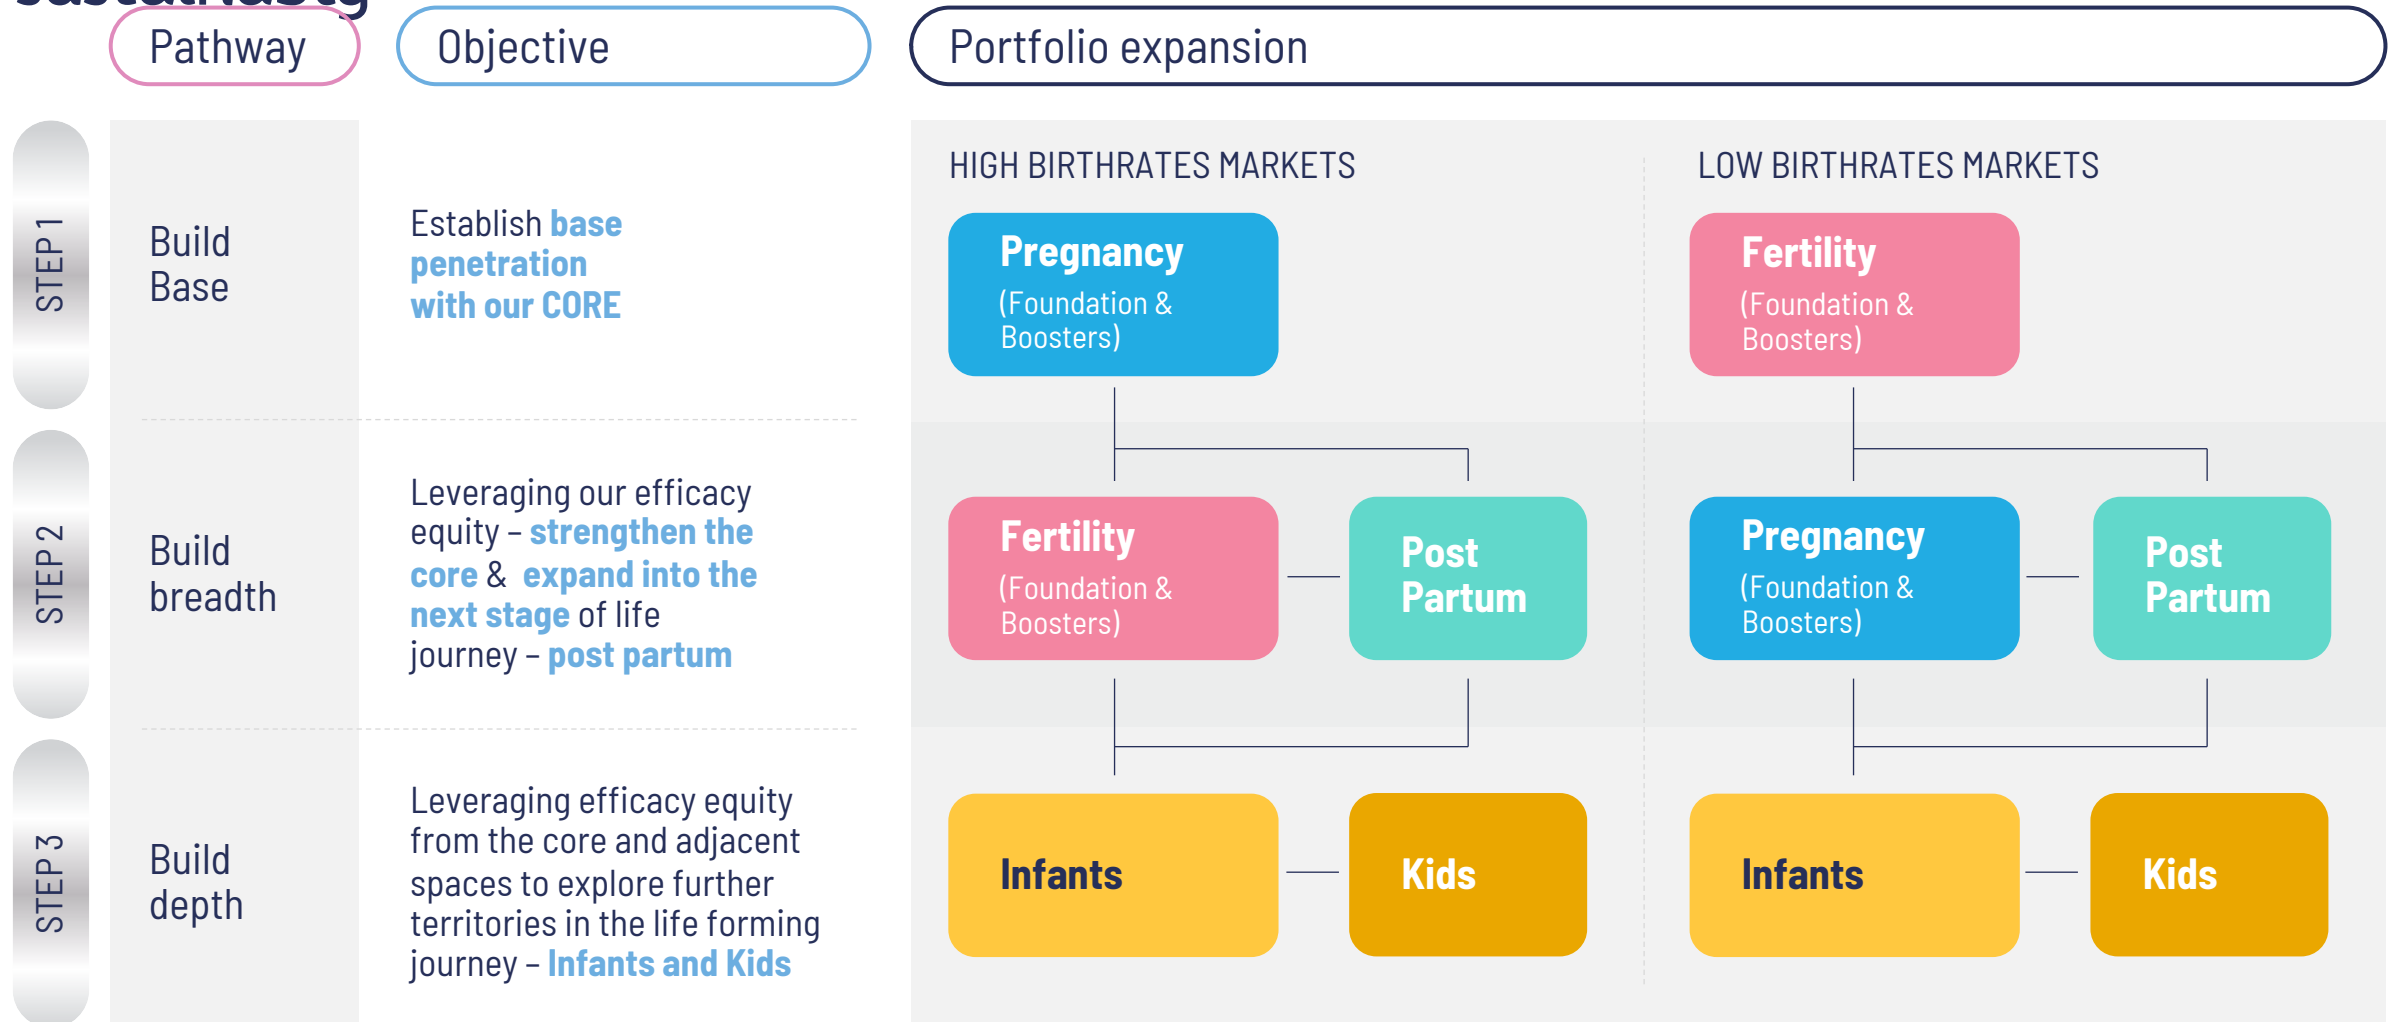 Pathway
Objective
Portfolio expansion
STEP 1
Build
Base
Establish base
penetration
with our CORE
HIGH BIRTHRATES MARKETS
Pregnancy
(Foundation &
Boosters)
LOW BIRTHRATES MARKETS
Fertility
(Foundation &
Boosters)
STEP 2
Build
breadth
Leveraging our efficacy
equity – strengthen the
core & expand into the
next stage of life
journey – post partum
Fertility
(Foundation &
Boosters)
Post
Partum
Pregnancy
(Foundation &
Boosters)
Post
Partum
STEP 3
Build
depth
Leveraging efficacy equity
from the core and adjacent
spaces to explore further
territories in the life forming
journey – Infants and Kids
Infants
Kids
Infants
Kids